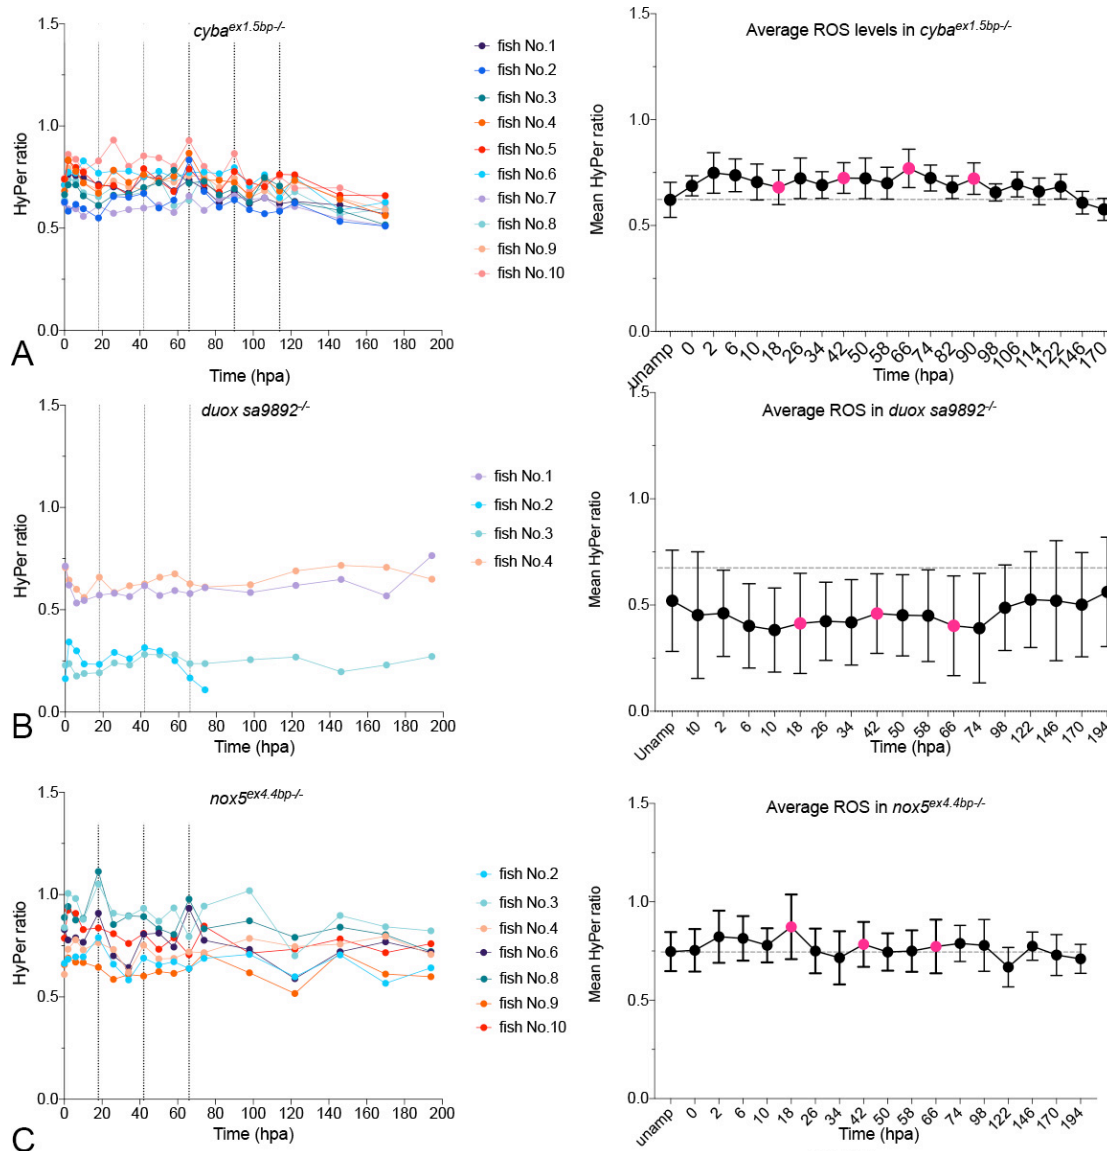 cyba^ex1.5bp-/-
1.5
1.0
0.5
0.0
HyPer ratio
0 20 40 60 80 100 120 140 160 180 200
Time (hpa)
fish No.1
fish No.2
fish No.3
fish No.4
fish No.5
fish No.6
fish No.7
fish No.8
fish No.9
fish No.10
A
Average ROS levels in cyba^ex1.5bp-/-
1.5
1.0
0.5
0.0
Mean HyPer ratio
unamp 0 2 6 10 18 26 34 42 50 58 66 74 82 90 98 106 114 122 146 170
Time (hpa)
duox sa9892-/-
1.5
1.0
0.5
0.0
HyPer ratio
0 20 40 60 80 100 120 140 160 180 200
Time (hpa)
fish No.1
fish No.2
fish No.3
fish No.4
B
Average ROS in duox sa9892-/-
1.5
1.0
0.5
0.0
Mean HyPer ratio
Unamp t0 2 6 10 18 26 34 42 50 58 66 74 98 122 146 170 194
Time (hpa)
nox5^ex4.4bp-/-
1.5
1.0
0.5
0.0
HyPer ratio
0 20 40 60 80 100 120 140 160 180 200
Time (hpa)
fish No.2
fish No.3
fish No.4
fish No.6
fish No.8
fish No.9
fish No.10
C
Average ROS in nox5^ex4.4bp-/-
1.5
1.0
0.5
0.0
Mean HyPer ratio
unamp 0 2 6 10 18 26 34 42 50 58 66 74 98 122 146 170 194
Time (hpa)